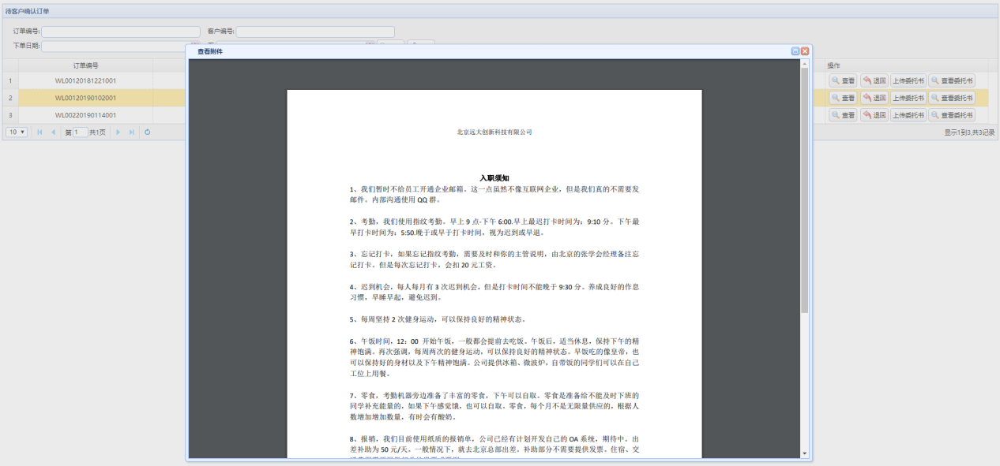 待客户确认订单
订单编号:
客户编号:
下单日期:
查看附件
订单编号
操作
1 WL00120181221001 查看 退回 上传委托书 查看委托书
2 WL00120190102001 查看 退回 上传委托书 查看委托书
3 WL00220190114001 查看 退回 上传委托书 查看委托书
10 第 1 共1页
显示1到3,共3记录
北京远大创新科技有限公司
入职须知
1、我们暂时不给员工开通企业邮箱。这一点虽然不像互联网企业，但是我们真的不需要发
邮件。内部沟通使用 QQ 群。
2、考勤，我们使用指纹考勤。早上 9 点-下午 6:00.早上最迟打卡时间为：9:10 分。下午最
早打卡时间为：5:50.晚于或早于打卡时间，视为迟到或早退。
3、忘记打卡，如果忘记指纹考勤，需要及时和你的主管说明，由北京的张学会经理备注忘
记打卡。但是每次忘记打卡，会扣 20 元工资。
4、迟到机会，每人每月有 3 次迟到机会，但是打卡时间不能晚于 9:30 分。养成良好的作息
习惯，早睡早起，避免迟到。
5、每周坚持 2 次健身运动，可以保持良好的精神状态。
6、午饭时间，12：00 开始午饭，一般都会提前去吃饭。午饭后，适当休息，保持下午的精
神饱满。再次强调，每周两次的健身运动，可以保持良好的精神状态。早饭吃的像皇帝，也
可以保持好的身材以及下午精神饱满。公司提供冰箱、微波炉，自带饭的同学们可以在自己
工位上用餐。
7、零食，考勤机器旁边准备了丰富的零食，下午可以自取。零食是准备给不能及时下班的
同学补充能量的，如果下午感觉饿，也可以自取。零食，每个月不是无限量供应的，根据人
数增加增加数量，有时会有酸奶。
8、报销，我们目前使用纸质的报销单，公司已经有计划开发自己的 OA 系统，期待中。出
差补助为 50 元/天。一般情况下，就去北京总部出差。补助部分不需要提供发票。住宿、交